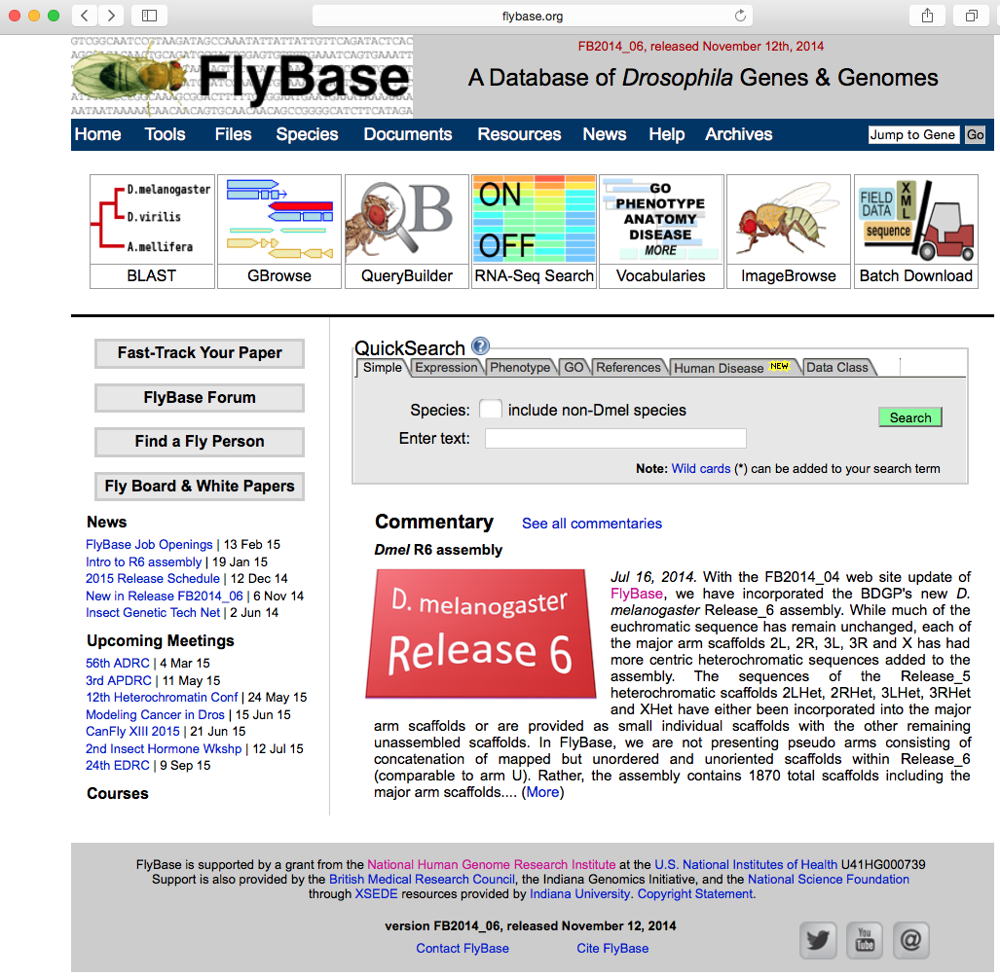 flybase.org
FlyBase
FB2014_06, released November 12th, 2014
A Database of Drosophila Genes & Genomes
Home Tools Files Species Documents Resources News Help Archives Jump to Gene Go
D.melanogaster
D.virilis
A.mellifera
BLAST
GBrowse
QB
QueryBuilder
ON
OFF
RNA-Seq Search
GO
PHENOTYPE
ANATOMY
DISEASE
MORE
Vocabularies
ImageBrowse
FIELD
DATA
XML
sequence
Batch Download
Fast-Track Your Paper
FlyBase Forum
Find a Fly Person
Fly Board & White Papers
News
FlyBase Job Openings | 13 Feb 15
Intro to R6 assembly | 19 Jan 15
2015 Release Schedule | 12 Dec 14
New in Release FB2014_06 | 6 Nov 14
Insect Genetic Tech Net | 2 Jun 14
Upcoming Meetings
56th ADRC | 4 Mar 15
3rd APDRC | 11 May 15
12th Heterochromatin Conf | 24 May 15
Modeling Cancer in Dros | 15 Jun 15
CanFly XIII 2015 | 21 Jun 15
2nd Insect Hormone Wkshp | 12 Jul 15
24th EDRC | 9 Sep 15
Courses
QuickSearch ?
Simple Expression Phenotype GO References Human Disease NEW Data Class
Species: include non-Dmel species
Search
Enter text:
Note: Wild cards (*) can be added to your search term
Commentary See all commentaries
Dmel R6 assembly
D. melanogaster
Release 6
Jul 16, 2014. With the FB2014_04 web site update of
FlyBase, we have incorporated the BDGP's new D.
melanogaster Release_6 assembly. While much of the
euchromatic sequence has remain unchanged, each of
the major arm scaffolds 2L, 2R, 3L, 3R and X has had
more centric heterochromatic sequences added to the
assembly. The sequences of the Release_5
heterochromatic scaffolds 2LHet, 2RHet, 3LHet, 3RHet
and XHet have either been incorporated into the major
arm scaffolds or are provided as small individual scaffolds with the other remaining
unassembled scaffolds. In FlyBase, we are not presenting pseudo arms consisting of
concatenation of mapped but unordered and unoriented scaffolds within Release_6
(comparable to arm U). Rather, the assembly contains 1870 total scaffolds including the
major arm scaffolds.... (More)
FlyBase is supported by a grant from the National Human Genome Research Institute at the U.S. National Institutes of Health U41HG000739
Support is also provided by the British Medical Research Council, the Indiana Genomics Initiative, and the National Science Foundation
through XSEDE resources provided by Indiana University. Copyright Statement.
version FB2014_06, released November 12, 2014
Contact FlyBase Cite FlyBase
You
Tube
@